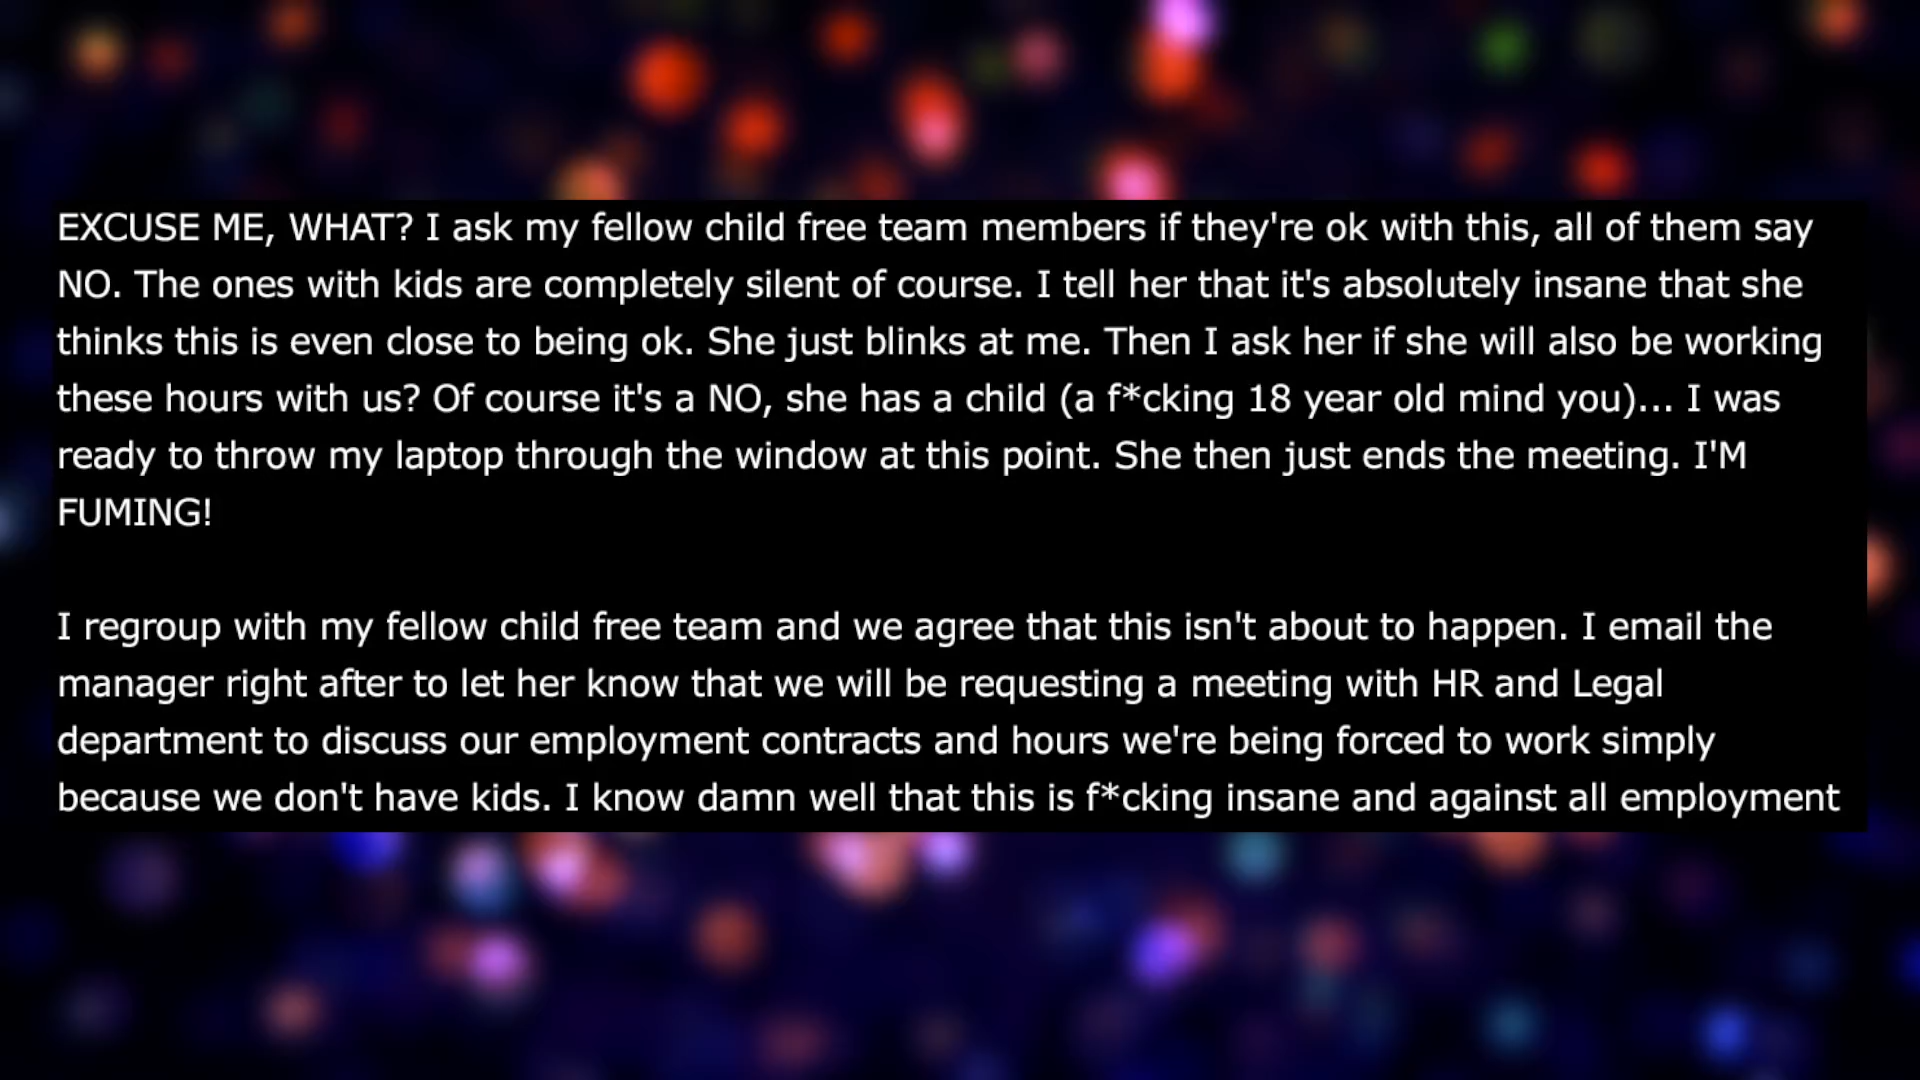 EXCUSE ME, WHAT? I ask my fellow child free team members if they're ok with this, all of them say
NO. The ones with kids are completely silent of course. I tell her that it's absolutely insane that she
thinks this is even close to being ok. She just blinks at me. Then I ask her if she will also be working
these hours with us? Of course it's a NO, she has a child (a f*cking 18 year old mind you)... I was
ready to throw my laptop through the window at this point. She then just ends the meeting. I'M
FUMING!
I regroup with my fellow child free team and we agree that this isn't about to happen. I email the
manager right after to let her know that we will be requesting a meeting with HR and Legal
department to discuss our employment contracts and hours we're being forced to work simply
because we don't have kids. I know damn well that this is f*cking insane and against all employment